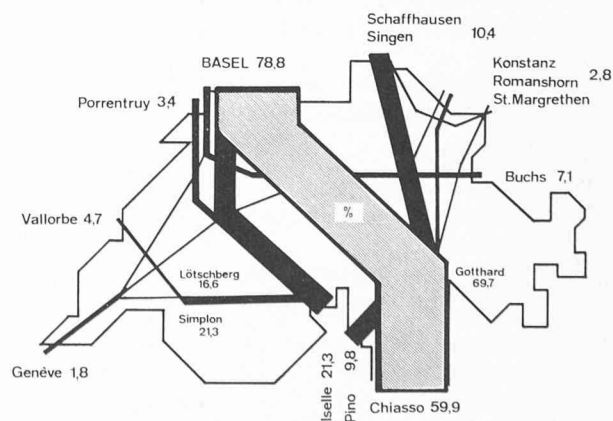 Schaffhausen
Singen 10,4
BASEL 78,8
Konstanz
Romanshorn 2,8
St.Margrethen
Porrentruy 3,4
Buchs 7,1
%
Vallorbe 4,7
Lötschberg
16,6
Gotthard
69,7
Simplon
21,3
Genéve 1,8
Iselle 21,3
Pino 9,8
Chiasso 59,9